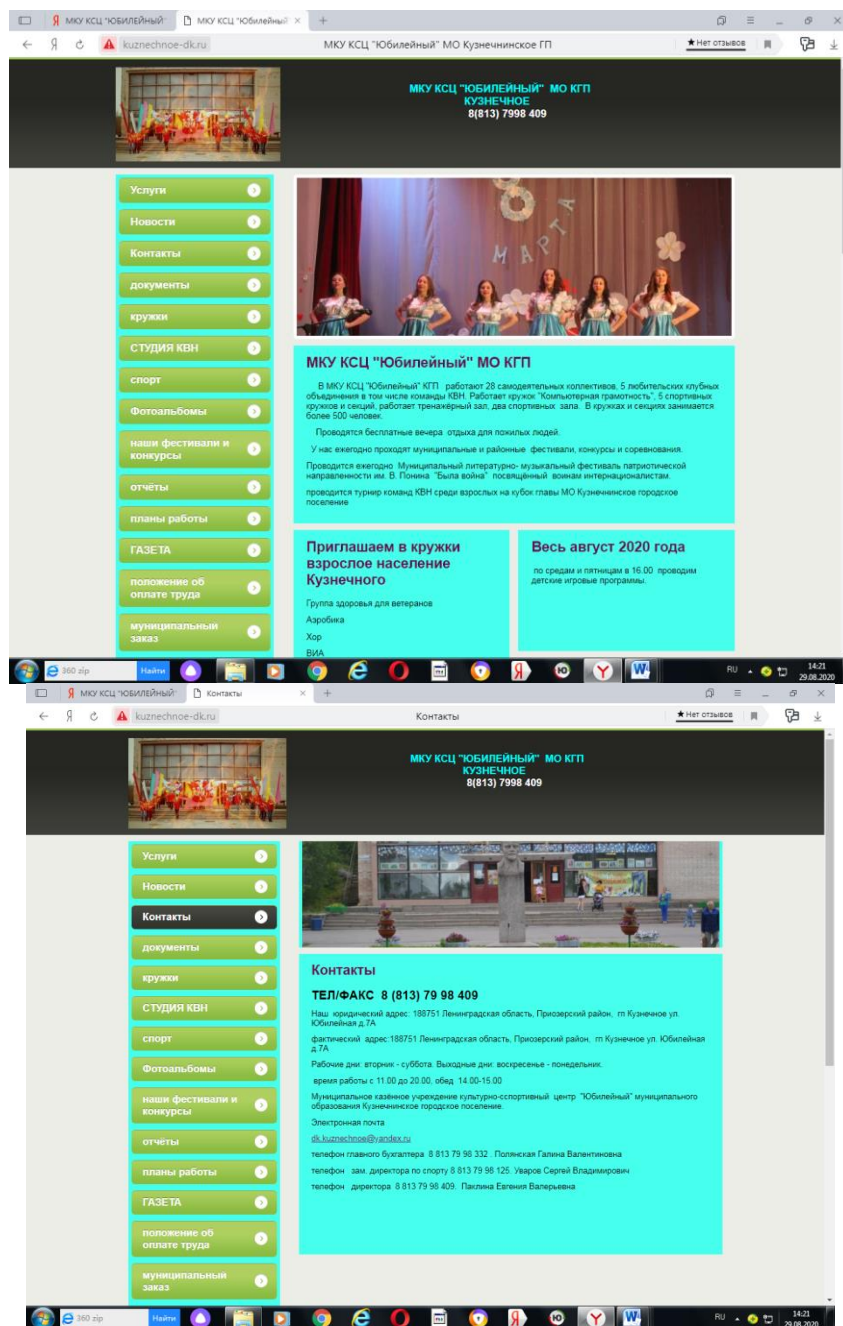 МКУ КСЦ "ЮБИЛЕЙНЫЙ"
МКУ КСЦ "Юбилейный"
kuznechnoe-dk.ru
МКУ КСЦ "Юбилейный" МО Кузнечнинское ГП
★ Нет отзывов
МКУ КСЦ "ЮБИЛЕЙНЫЙ" МО КГП
КУЗНЕЧНОЕ
8(813) 7998 409
Услуги
Новости
Контакты
документы
кружки
СТУДИЯ КВН
спорт
Фотоальбомы
наши фестивали и
конкурсы
отчёты
планы работы
ГАЗЕТА
положение об
оплате труда
муниципальный
заказ
8
МАРТА
МКУ КСЦ "Юбилейный" МО КГП
В МКУ КСЦ "Юбилейный" КГП работают 28 самодеятельных коллективов, 5 любительских клубных
объединения в том числе команды КВН. Работает кружок "Компьютерная грамотность", 5 спортивных
кружков и секций, работает тренажёрный зал, два спортивных зала. В кружках и секциях занимается
более 500 человек.
Проводятся бесплатные вечера отдыха для пожилых людей.
У нас ежегодно проходят муниципальные и районные фестивали, конкурсы и соревнования.
Проводится ежегодно Муниципальный литературно- музыкальный фестиваль патриотической
направленности им. В. Понина "Была война" посвящённый воинам интернационалистам.
проводится турнир команд КВН среди взрослых на кубок главы МО Кузнечнинское городское
поселение
Приглашаем в кружки
взрослое население
Кузнечного
Группа здоровья для ветеранов
Аэробика
Хор
ВИА
Весь август 2020 года
по средам и пятницам в 16.00 проводим
детские игровые программы.
360 zip
Найти
RU
14:21
29.08.2020
МКУ КСЦ "ЮБИЛЕЙНЫЙ"
Контакты
kuznechnoe-dk.ru
Контакты
★ Нет отзывов
МКУ КСЦ "ЮБИЛЕЙНЫЙ" МО КГП
КУЗНЕЧНОЕ
8(813) 7998 409
Услуги
Новости
Контакты
документы
кружки
СТУДИЯ КВН
спорт
Фотоальбомы
наши фестивали и
конкурсы
отчёты
планы работы
ГАЗЕТА
положение об
оплате труда
муниципальный
заказ
Контакты
ТЕЛ/ФАКС 8 (813) 79 98 409
Наш юридический адрес: 188751 Ленинградская область, Приозерский район, гп Кузнечное ул.
Юбилейная д.7А
фактический адрес:188751 Ленинградская область, Приозерский район, гп Кузнечное ул. Юбилейная
д.7А
Рабочие дни: вторник - суббота. Выходные дни: воскресенье - понедельник.
время работы с 11.00 до 20.00, обед 14.00-15.00
Муниципальное казённое учреждение культурно-сспортивный центр "Юбилейный" муниципального
образования Кузнечнинское городское поселение.
Электронная почта
dk.kuznechnoe@yandex.ru
телефон главного бухгалтера 8 813 79 98 332 . Полянская Галина Валентиновна
телефон зам. директора по спорту 8 813 79 98 125. Уваров Сергей Владимирович
телефон директора 8 813 79 98 409. Паклина Евгения Валерьевна
360 zip
Найти
RU
14:21
29.08.2020